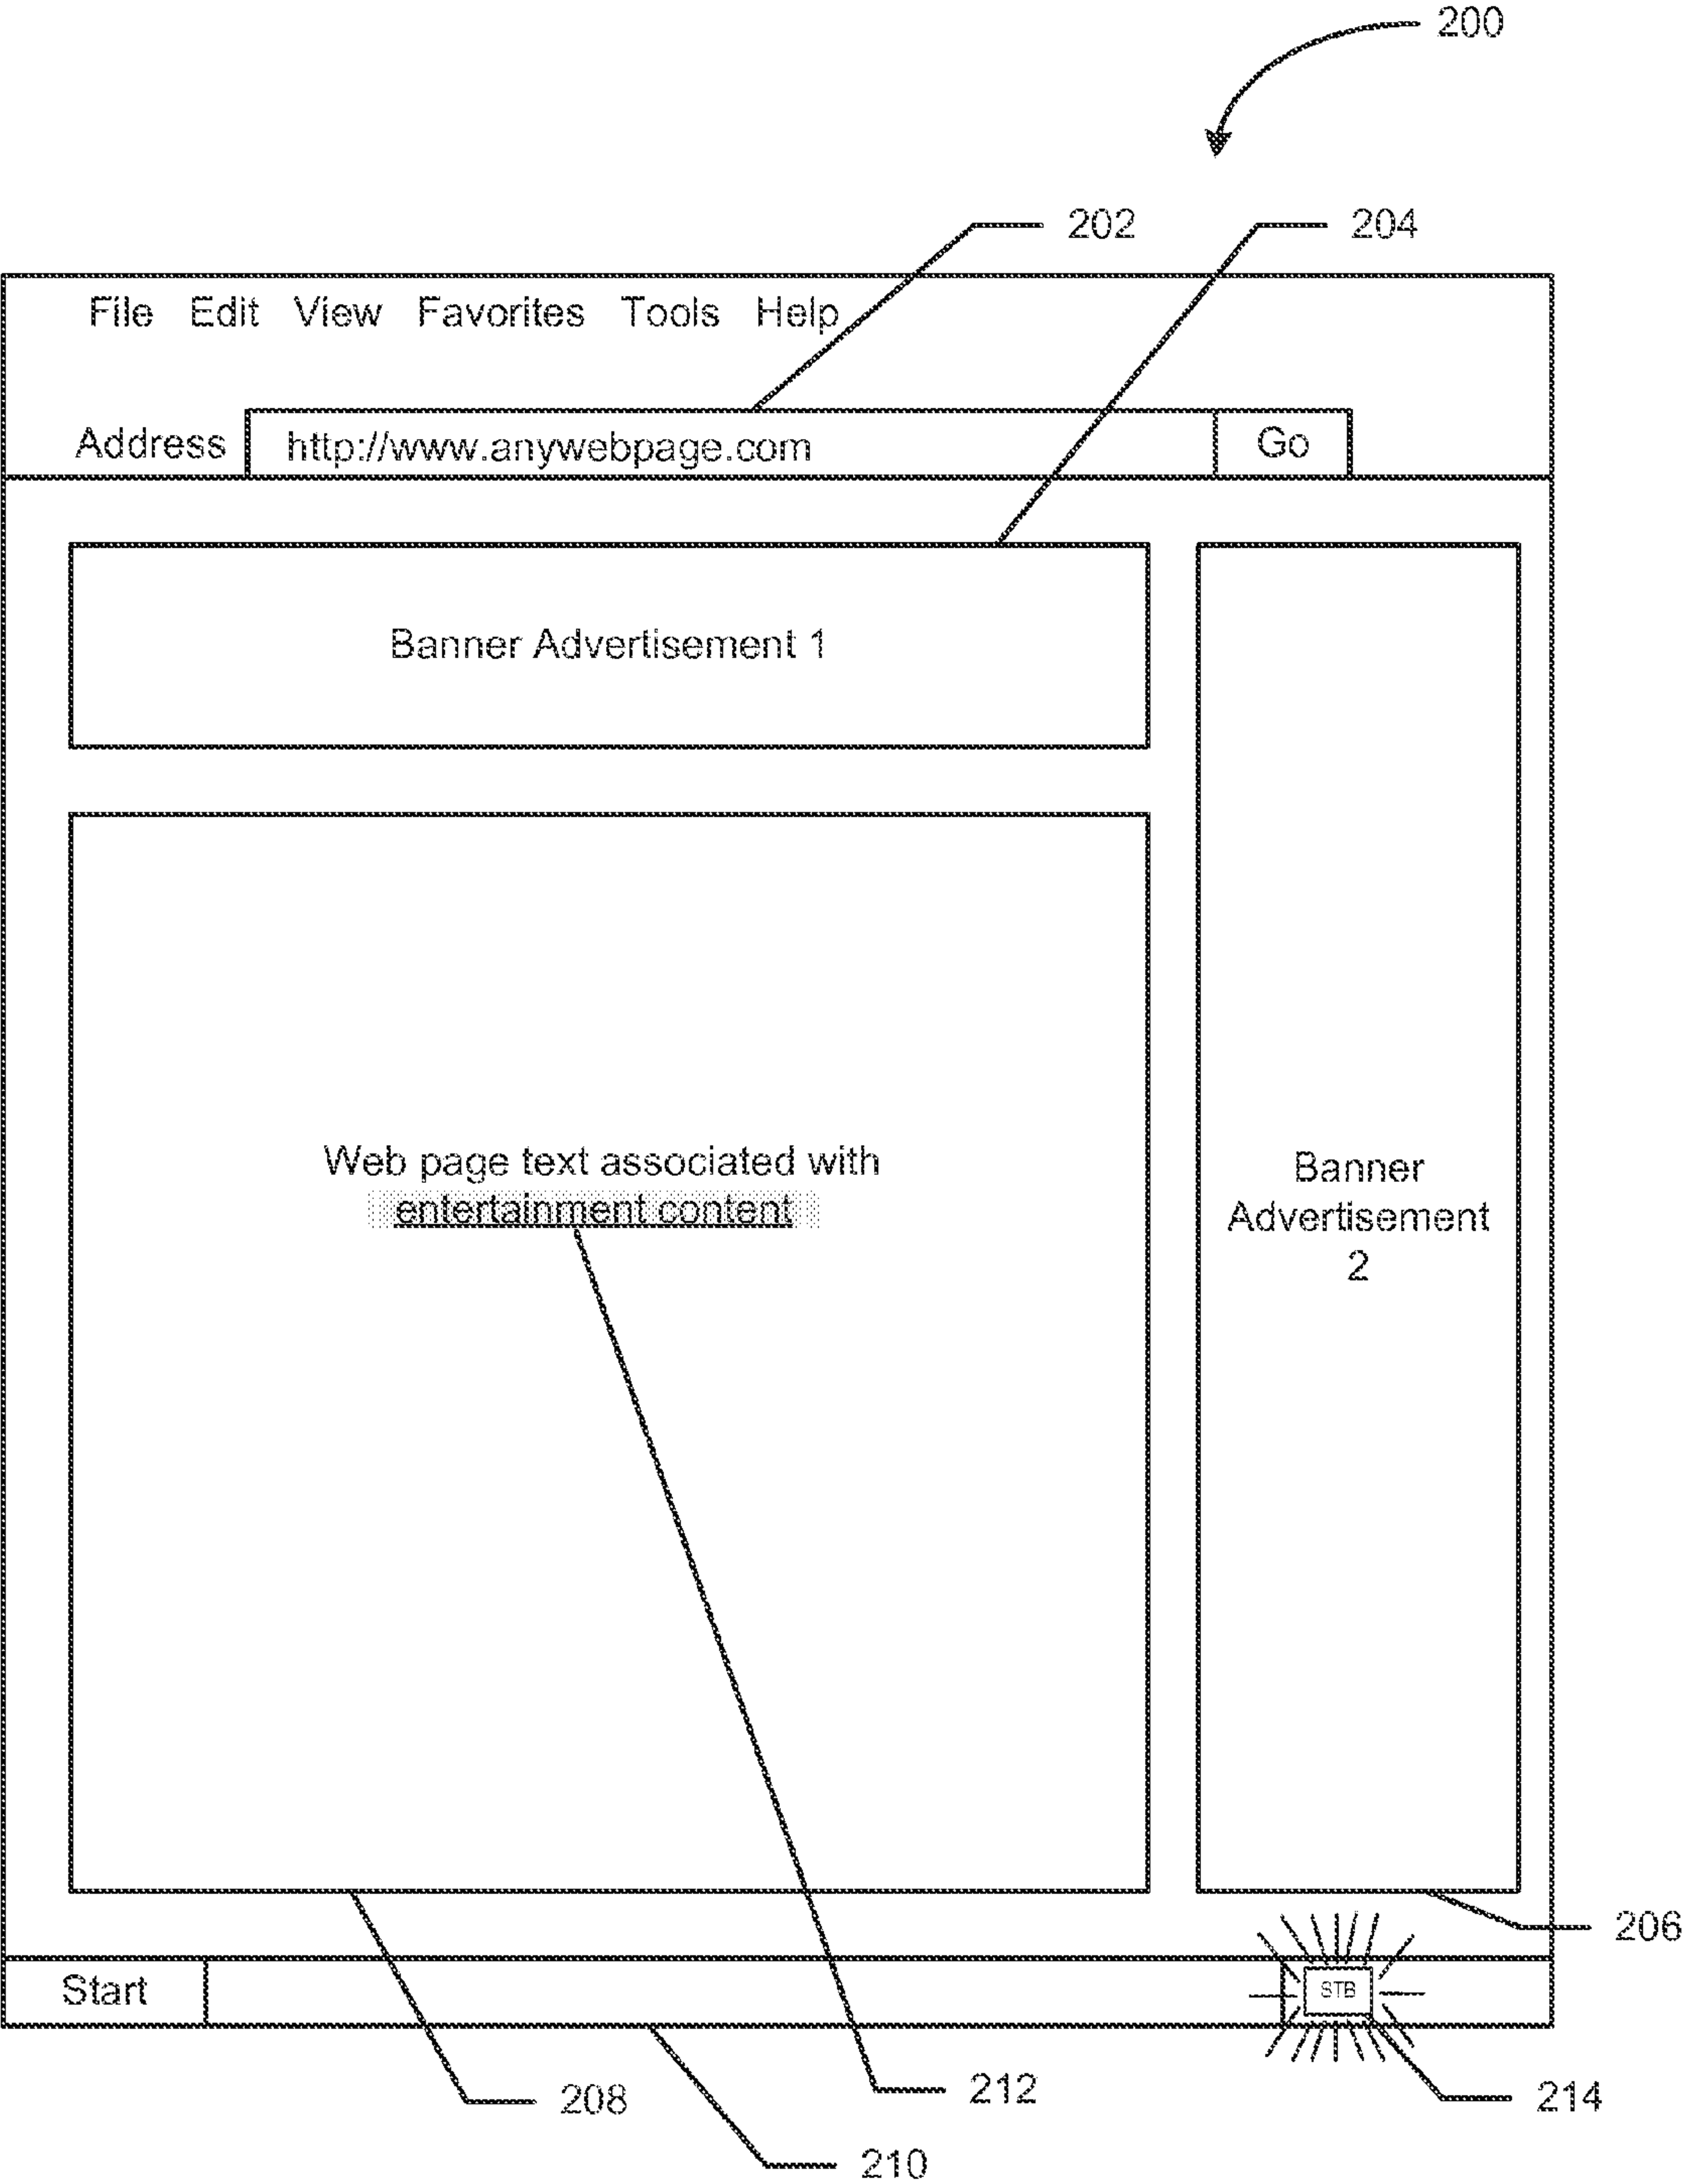 200
202
204
File Edit View Favorites Tools Help
Address http://www.anywebpage.com Go
Banner Advertisement 1
Web page text associated with
entertainment content
Banner
Advertisement
2
206
Start STB
208
212
214
210